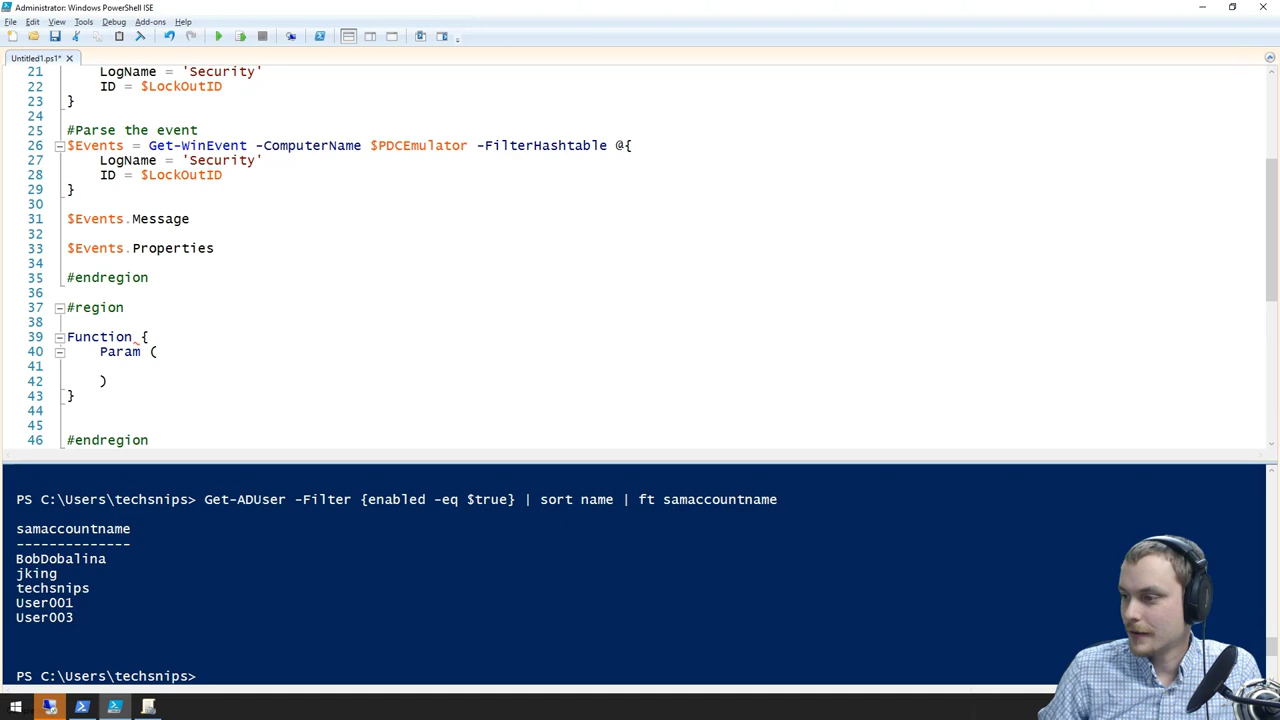 Administrator: Windows PowerShell ISE
File Edit View Tools Debug Add-ons Help
Untitled1.ps1* X
21 LogName = 'Security'
22 ID = $LockOutID
23 }
24
25 #Parse the event
26 $Events = Get-WinEvent -ComputerName $PDCEmulator -FilterHashtable @{
27 LogName = 'Security'
28 ID = $LockOutID
29 }
30
31 $Events.Message
32
33 $Events.Properties
34
35 #endregion
36
37 #region
38
39 Function {
40 Param (
41
42 )
43 }
44
45
46 #endregion
PS C:\Users\techsnips> Get-ADUser -Filter {enabled -eq $true} | sort name | ft samaccountname
samaccountname
--------------
BobDobalina
jking
techsnips
User001
User003
PS C:\Users\techsnips>